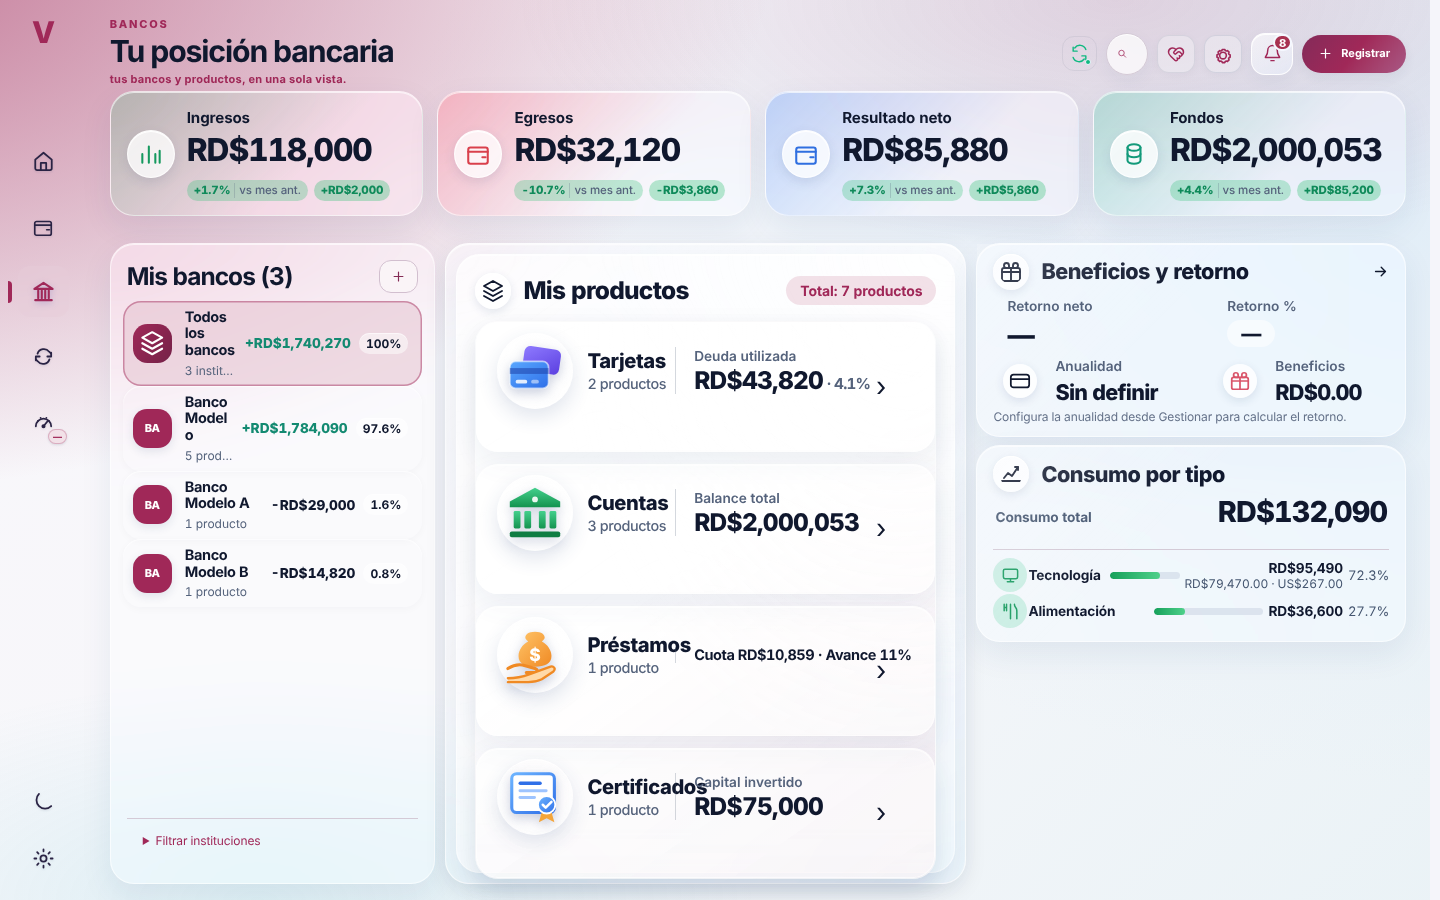 V
BANCOS
Tu posición bancaria
tus bancos y productos, en una sola vista.
8
Registrar
Ingresos
RD$118,000
+1.7% vs mes ant. +RD$2,000
Egresos
RD$32,120
-10.7% vs mes ant. -RD$3,860
Resultado neto
RD$85,880
+7.3% vs mes ant. +RD$5,860
Fondos
RD$2,000,053
+4.4% vs mes ant. +RD$85,200
Mis bancos (3)
Todos
los
bancos
3 instit...
+RD$1,740,270 100%
BA
Banco
Model
o
5 prod...
+RD$1,784,090 97.6%
BA
Banco
Modelo A
1 producto
-RD$29,000 1.6%
BA
Banco
Modelo B
1 producto
-RD$14,820 0.8%
Filtrar instituciones
Mis productos
Total: 7 productos
Tarjetas
2 productos
Deuda utilizada
RD$43,820 · 4.1%
Cuentas
3 productos
Balance total
RD$2,000,053
$
Préstamos
1 producto
Cuota RD$10,859 · Avance 11%
Certificados
1 producto
Capital invertido
RD$75,000
Beneficios y retorno
Retorno neto
—
Retorno %
—
Anualidad
Sin definir
Beneficios
RD$0.00
Configura la anualidad desde Gestionar para calcular el retorno.
Consumo por tipo
Consumo total
RD$132,090
Tecnología
RD$95,490
RD$79,470.00 · US$267.00
72.3%
Alimentación
RD$36,600 27.7%